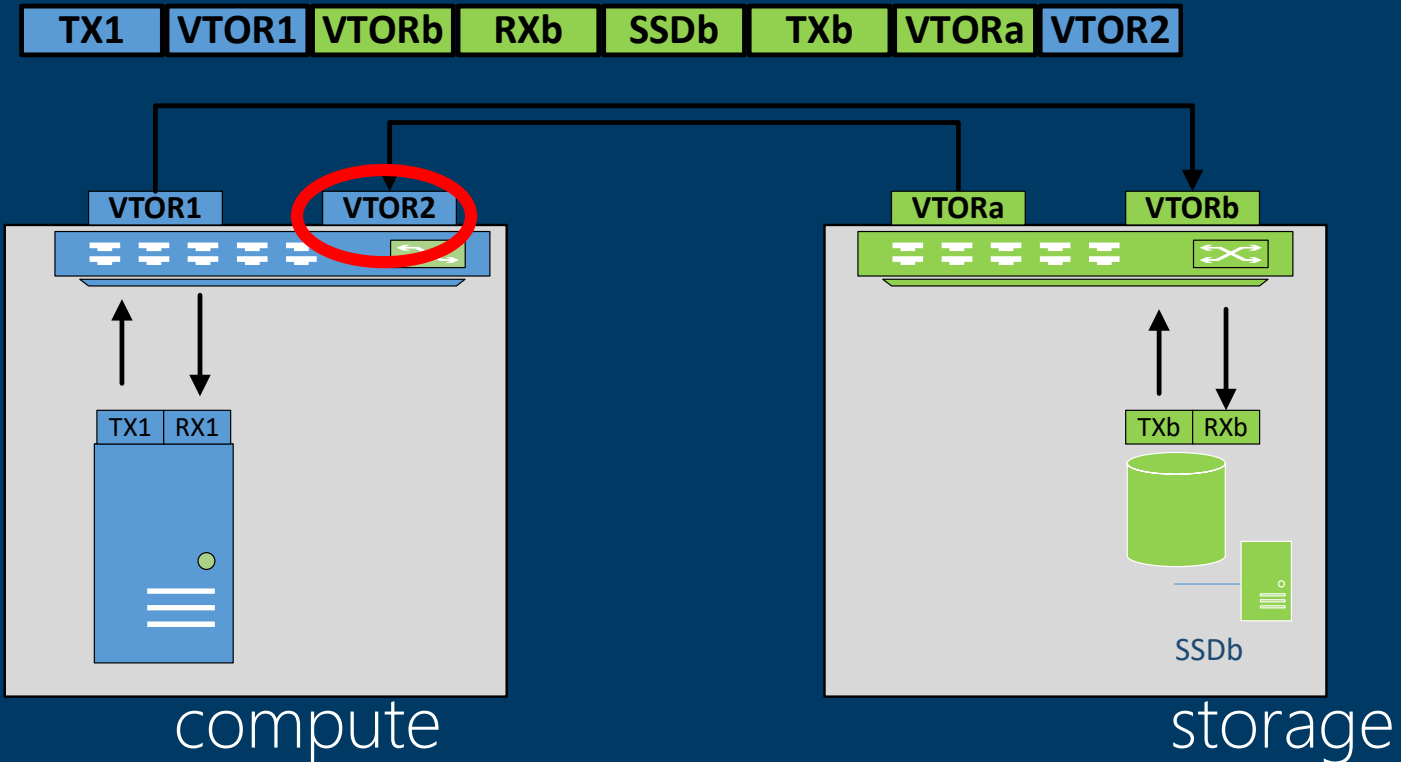 TX1 VTOR1 VTORb RXb SSDb TXb VTORa VTOR2
VTOR1 VTOR2 VTORa VTORb
TX1 RX1 TXb RXb
SSDb
compute storage